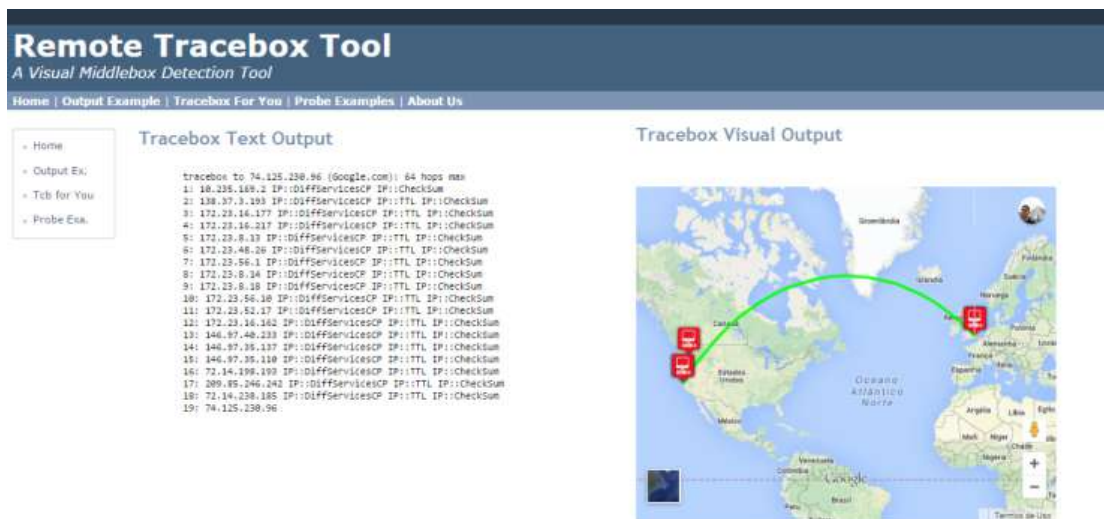 Remote Tracebox Tool
A Visual Middlebox Detection Tool
Home | Output Example | Tracebox For You | Probe Examples | About Us
Home
Output Ex.
Tcb for You
Probe Exa.
Tracebox Text Output
tracebox to 74.125.230.96 (Google.com): 64 hops max
1: 10.235.169.2 IP::DiffServicesCP IP::CheckSum
2: 138.37.3.193 IP::DiffServicesCP IP::TTL IP::CheckSum
3: 172.23.16.177 IP::DiffServicesCP IP::TTL IP::CheckSum
4: 172.23.16.217 IP::DiffServicesCP IP::TTL IP::CheckSum
5: 172.23.8.13 IP::DiffServicesCP IP::TTL IP::CheckSum
6: 172.23.48.26 IP::DiffServicesCP IP::TTL IP::CheckSum
7: 172.23.56.1 IP::DiffServicesCP IP::TTL IP::CheckSum
8: 172.23.8.14 IP::DiffServicesCP IP::TTL IP::CheckSum
9: 172.23.8.18 IP::DiffServicesCP IP::TTL IP::CheckSum
10: 172.23.56.10 IP::DiffServicesCP IP::TTL IP::CheckSum
11: 172.23.52.17 IP::DiffServicesCP IP::TTL IP::CheckSum
12: 172.23.16.162 IP::DiffServicesCP IP::TTL IP::CheckSum
13: 146.97.40.233 IP::DiffServicesCP IP::TTL IP::CheckSum
14: 146.97.35.137 IP::DiffServicesCP IP::TTL IP::CheckSum
15: 146.97.35.110 IP::DiffServicesCP IP::TTL IP::CheckSum
16: 72.14.198.193 IP::DiffServicesCP IP::TTL IP::CheckSum
17: 209.85.246.242 IP::DiffServicesCP IP::TTL IP::CheckSum
18: 72.14.238.185 IP::DiffServicesCP IP::TTL IP::CheckSum
19: 74.125.230.96
Tracebox Visual Output
Groenlândia
Finlândia
Islândia
Suécia
Noruega
Canadá
Polónia
Alemanha
França
Espanha
Itália
Estados
Unidos
Oceano
Atlântico
Norte
México
Argélia
Líbia
Egito
Mali
Níger
Chade
Nigéria
Venezuela
Colômbia
Google
Brasil
Peru
+
−
Termos de Uso